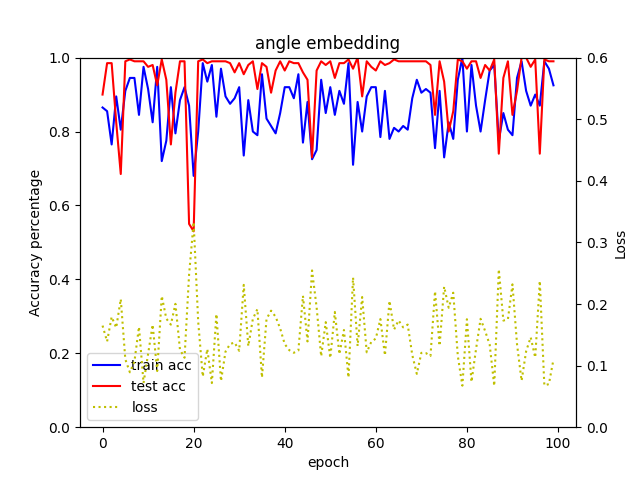 angle embedding
1.0
0.8
0.6
0.4
0.2
0.0
Accuracy percentage
0.6
0.5
0.4
0.3
0.2
0.1
0.0
Loss
train acc
test acc
loss
0 20 40 60 80 100
epoch